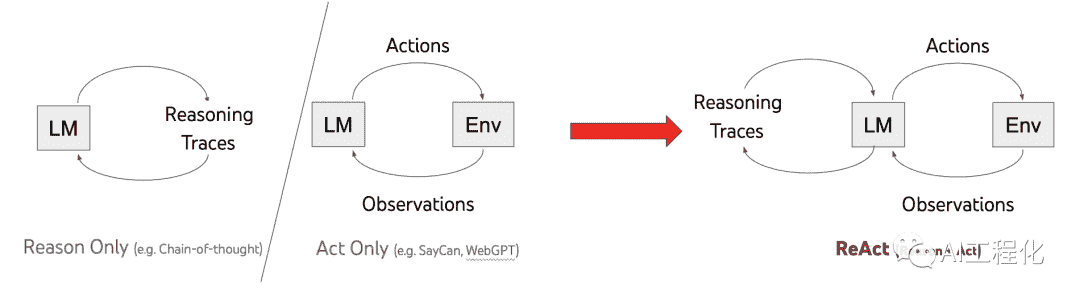 LM
Reasoning
Traces
Reason Only (e.g. Chain-of-thought)
Actions
LM
Env
Observations
Act Only (e.g. SayCan, WebGPT)
Reasoning
Traces
LM
Actions
Env
Observations
ReAct Act)
AI工程化